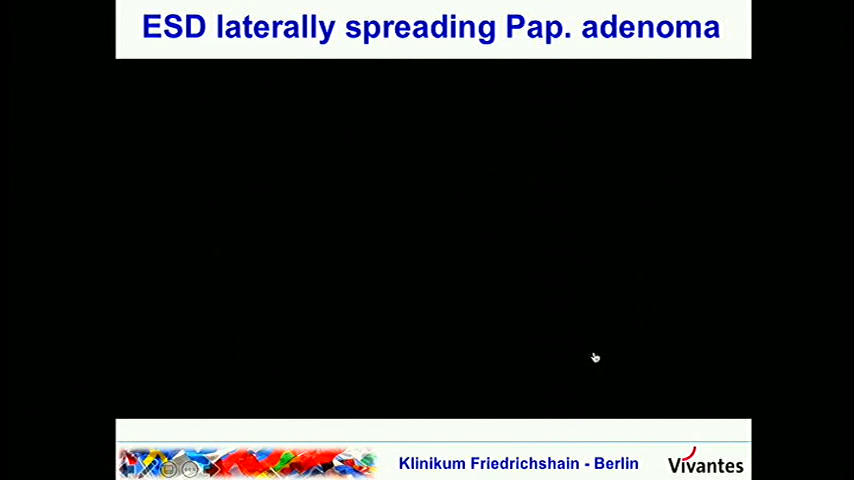 ESD laterally spreading Pap. adenoma
Klinikum Friedrichshain - Berlin
Vivantes